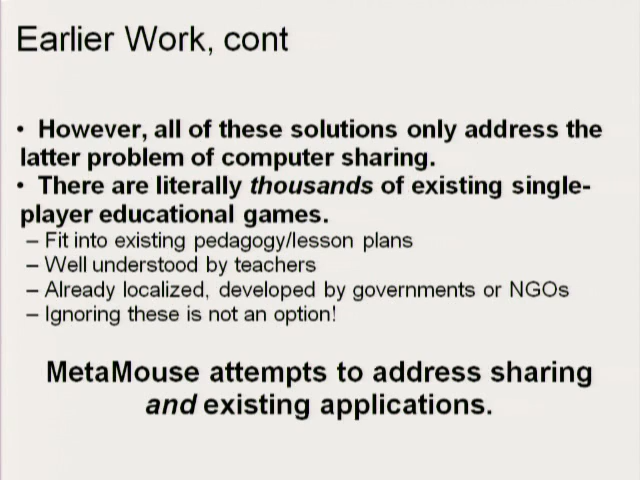 Earlier Work, cont
• However, all of these solutions only address the
latter problem of computer sharing.
• There are literally thousands of existing single-
player educational games.
– Fit into existing pedagogy/lesson plans
– Well understood by teachers
– Already localized, developed by governments or NGOs
– Ignoring these is not an option!
MetaMouse attempts to address sharing
and existing applications.